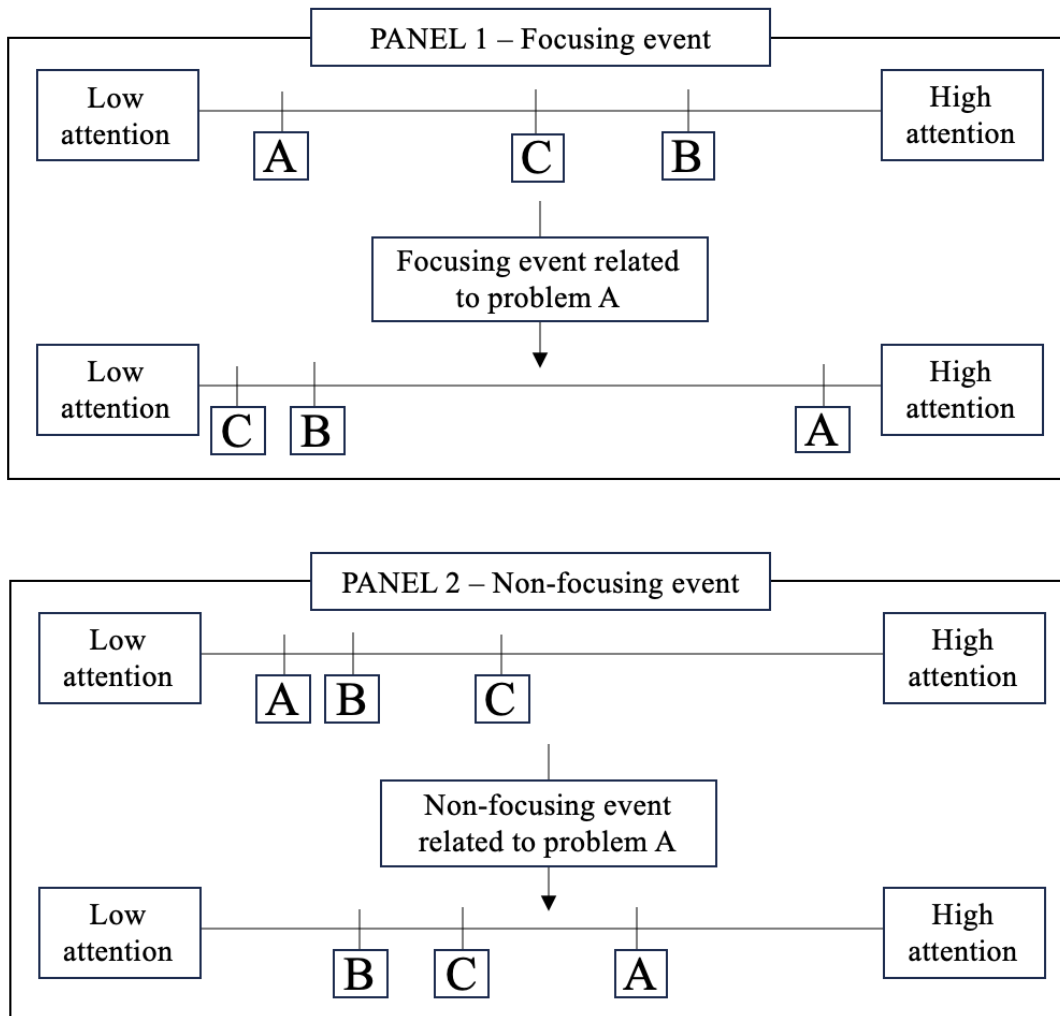 PANEL 1 – Focusing event
Low
attention
High
attention
A
C
B
Focusing event related
to problem A
Low
attention
High
attention
C
B
A
PANEL 2 – Non-focusing event
Low
attention
High
attention
A
B
C
Non-focusing event
related to problem A
Low
attention
High
attention
B
C
A